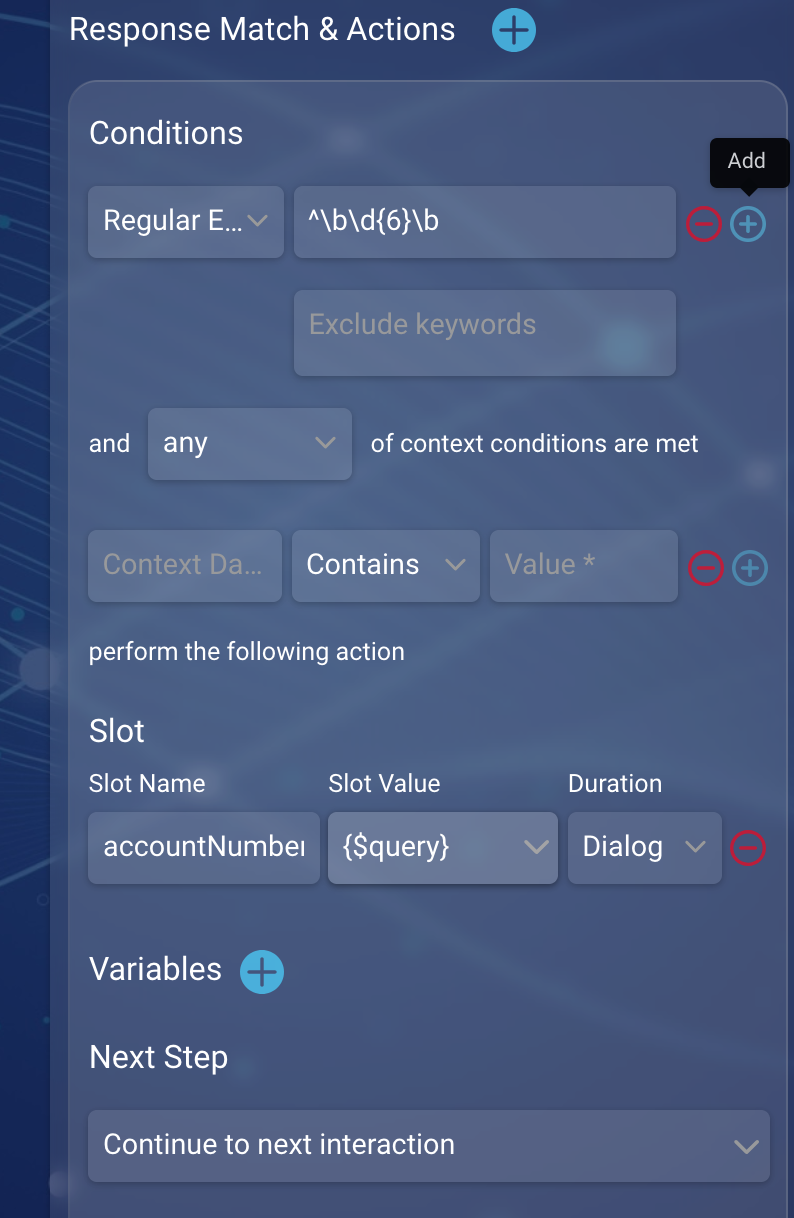 Response Match & Actions
Conditions
Add
Regular E...
^\b\d{6}\b
Exclude keywords
and
any
of context conditions are met
Context Da...
Contains
Value *
perform the following action
Slot
Slot Name
Slot Value
Duration
accountNumber
{$query}
Dialog
Variables
Next Step
Continue to next interaction